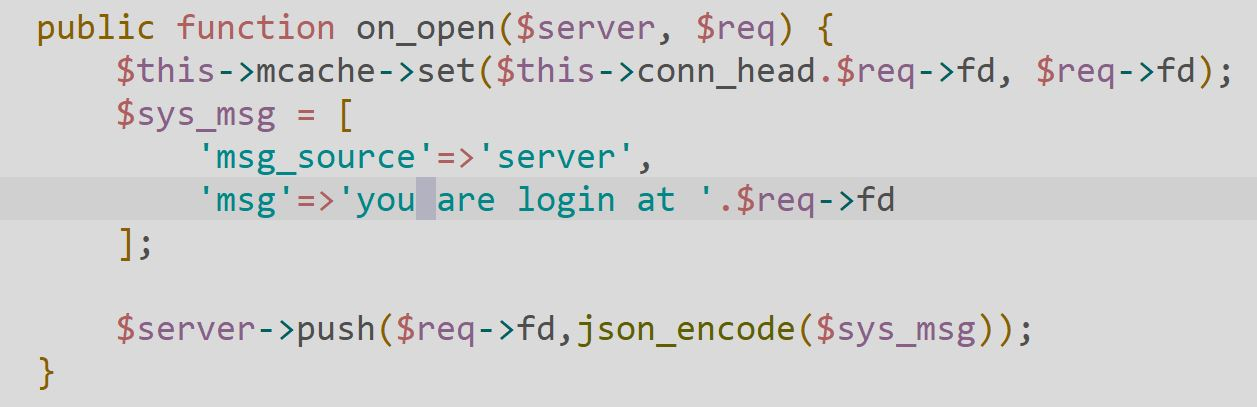 public function on_open($server, $req) {
    $this->mcache->set($this->conn_head.$req->fd, $req->fd);
    $sys_msg = [
        'msg_source'=>'server',
        'msg'=>'you are login at '.$req->fd
    ];

    $server->push($req->fd,json_encode($sys_msg));
}